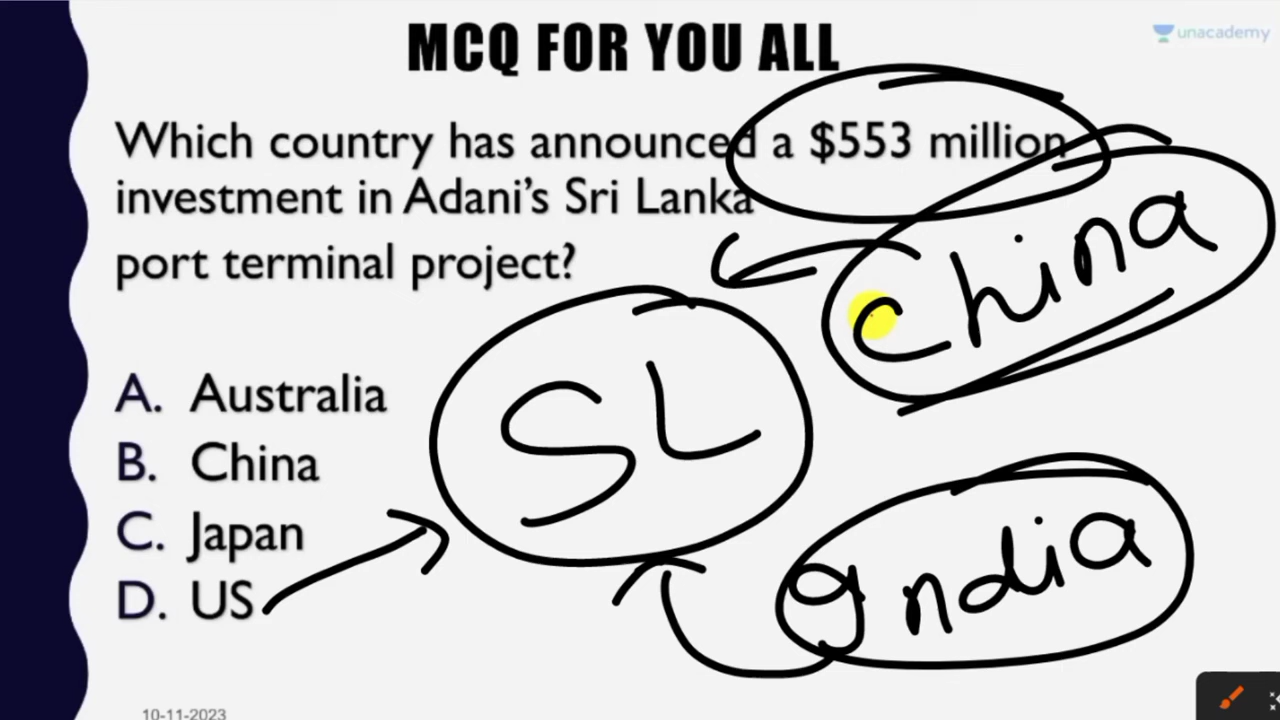 MCQ FOR YOU ALL
unacademy
Which country has announced a $553 million
investment in Adani's Sri Lanka
port terminal project?
China
A. Australia
B. China
C. Japan
D. US
SL
India
10-11-2023